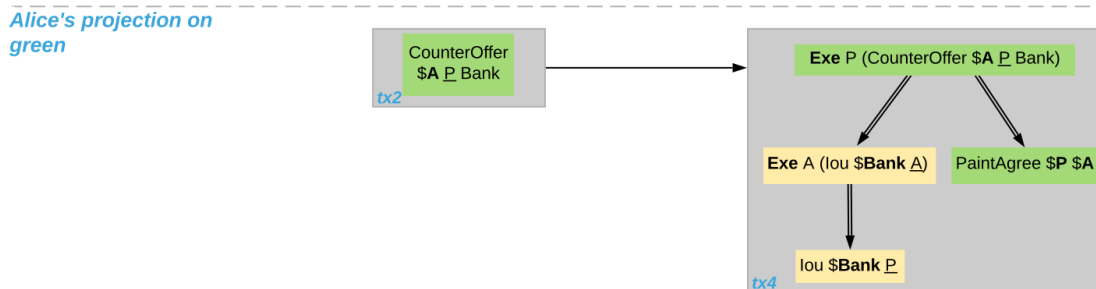 Alice's projection on
green
CounterOffer
$A P Bank
tx2
Exe P (CounterOffer $A P Bank)
Exe A (Iou $Bank A)
PaintAgree $P $A
Iou $Bank P
tx4